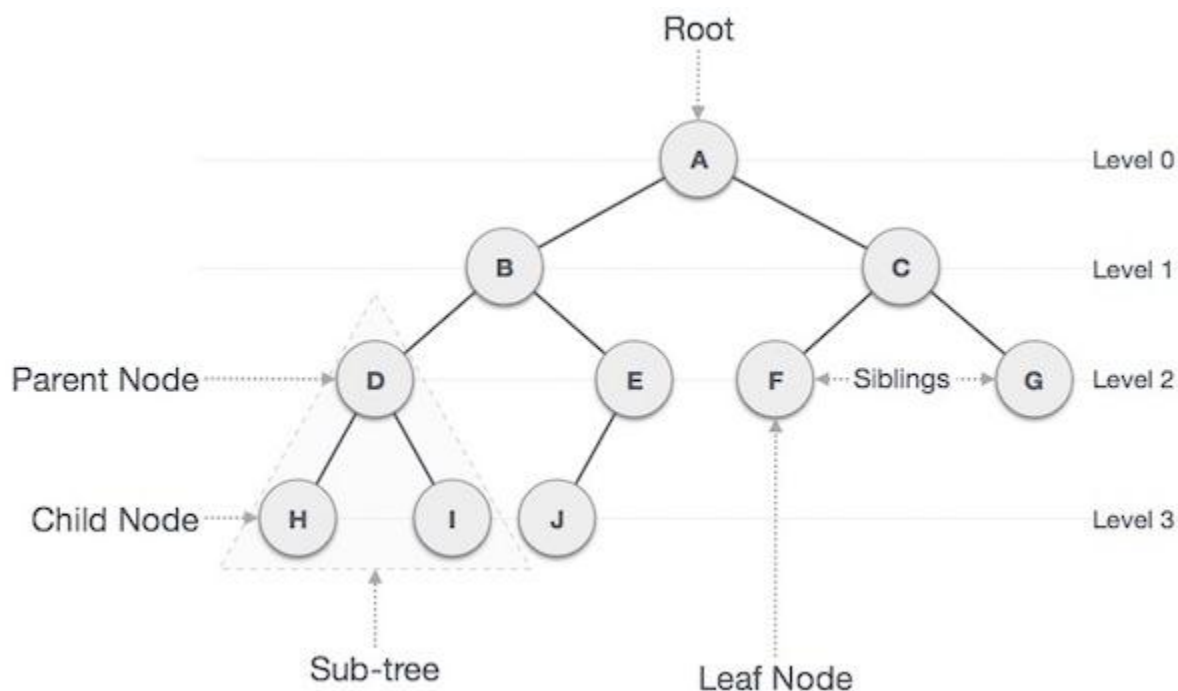 Root
A
Level 0
B
C
Level 1
Parent Node
D
E
F
Siblings
G
Level 2
Child Node
H
I
J
Level 3
Sub-tree
Leaf Node